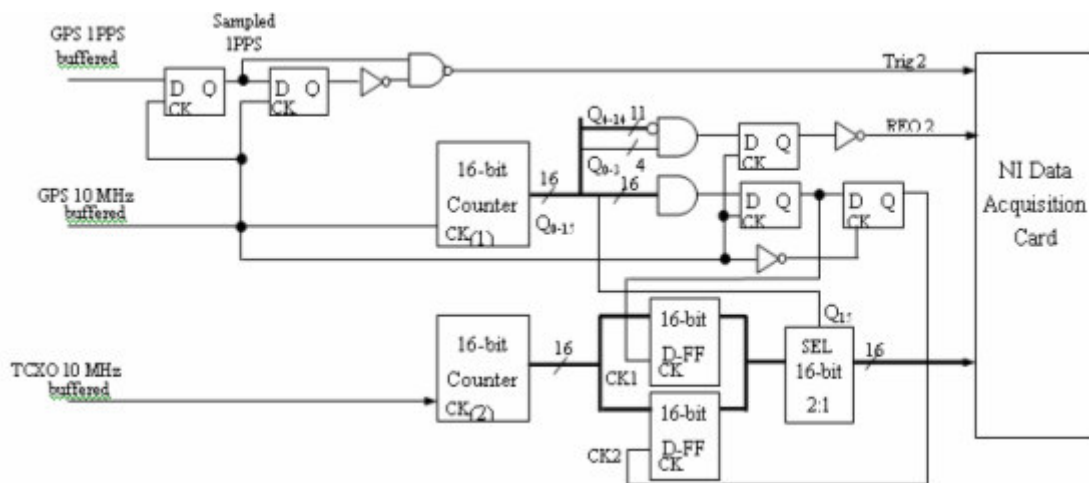 GPS 1PPS
buffered
Sampled
1PPS
D Q
CK
D Q
CK
Trig 2
Q4-14 11
REQ 2
D Q
CK
Q0-3 4
16-bit
Counter
CK(1)
16
Q0-15
16
D Q
CK
D Q
CK
NI Data
Acquisition
Card
GPS 10 MHz
buffered
Q15
16-bit
D-FF
CK
CK1
16-bit
Counter
CK(2)
16
SEL
16-bit
2:1
16
TCXO 10 MHz
buffered
16-bit
D-FF
CK
CK2